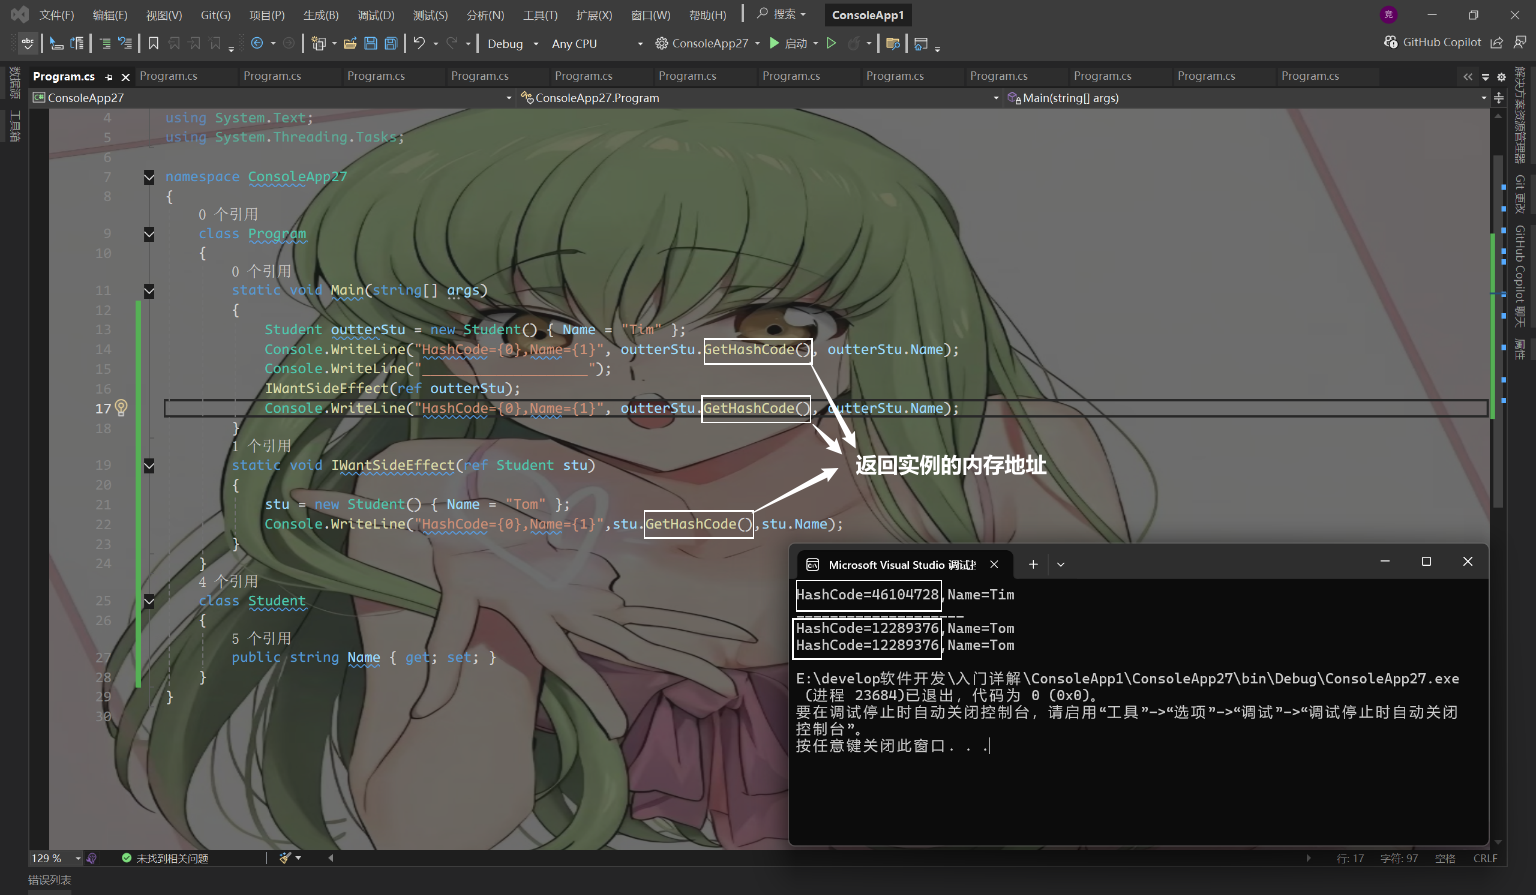 文件(F) 编辑(E) 视图(V) Git(G) 项目(P) 生成(B) 调试(D) 测试(S) 分析(N) 工具(T) 扩展(X) 窗口(W) 帮助(H) 搜索 ConsoleApp1 竞
Debug Any CPU ConsoleApp27 启动 GitHub Copilot
Program.cs Program.cs Program.cs Program.cs Program.cs Program.cs Program.cs Program.cs Program.cs Program.cs Program.cs Program.cs Program.cs
ConsoleApp27 ConsoleApp27.Program Main(string[] args)
数据源
工具箱
4 using System.Text;
5 using System.Threading.Tasks;
6
7 namespace ConsoleApp27
8 {
0 个引用
9 class Program
10 {
0 个引用
11 static void Main(string[] args)
12 {
13 Student outterStu = new Student() { Name = "Tim" };
14 Console.WriteLine("HashCode={0},Name={1}", outterStu.GetHashCode(), outterStu.Name);
15 Console.WriteLine("____________________");
16 IWantSideEffect(ref outterStu);
17 Console.WriteLine("HashCode={0},Name={1}", outterStu.GetHashCode(), outterStu.Name);
18 }
1 个引用
19 static void IWantSideEffect(ref Student stu)
20 {
21 stu = new Student() { Name = "Tom" };
22 Console.WriteLine("HashCode={0},Name={1}",stu.GetHashCode(),stu.Name);
23 }
24 }
4 个引用
25 class Student
26 {
5 个引用
27 public string Name { get; set; }
28 }
29 }
30
返回实例的内存地址
Microsoft Visual Studio 调试
HashCode=46104728,Name=Tim
____________________
HashCode=12289376,Name=Tom
HashCode=12289376,Name=Tom
E:\develop软件开发\入门详解\ConsoleApp1\ConsoleApp27\bin\Debug\ConsoleApp27.exe
(进程 23684)已退出，代码为 0 (0x0)。
要在调试停止时自动关闭控制台，请启用“工具”->“选项”->“调试”->“调试停止时自动关闭
控制台”。
按任意键关闭此窗口. . .
解决方案资源管理器
Git 更改
GitHub Copilot 聊天
属性
129 % 未找到相关问题 行: 17 字符: 97 空格 CRLF
错误列表